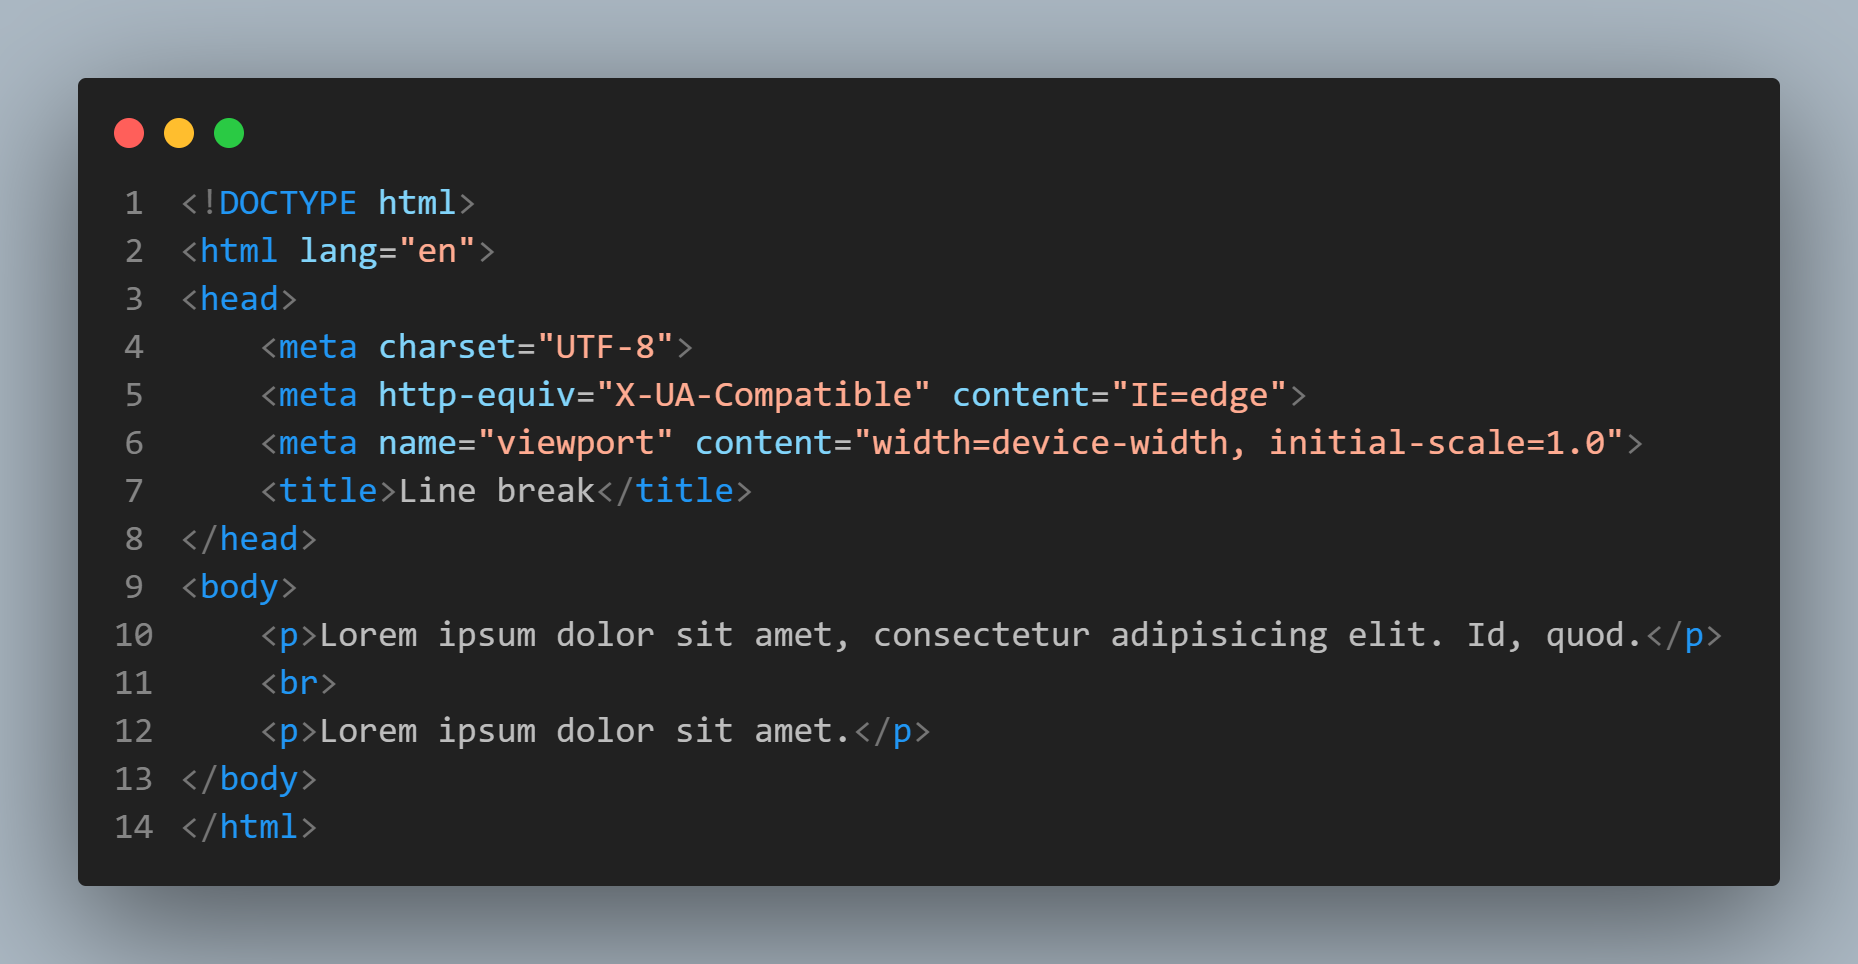 1 <!DOCTYPE html>
2 <html lang="en">
3 <head>
4     <meta charset="UTF-8">
5     <meta http-equiv="X-UA-Compatible" content="IE=edge">
6     <meta name="viewport" content="width=device-width, initial-scale=1.0">
7     <title>Line break</title>
8 </head>
9 <body>
10     <p>Lorem ipsum dolor sit amet, consectetur adipisicing elit. Id, quod.</p>
11     <br>
12     <p>Lorem ipsum dolor sit amet.</p>
13 </body>
14 </html>